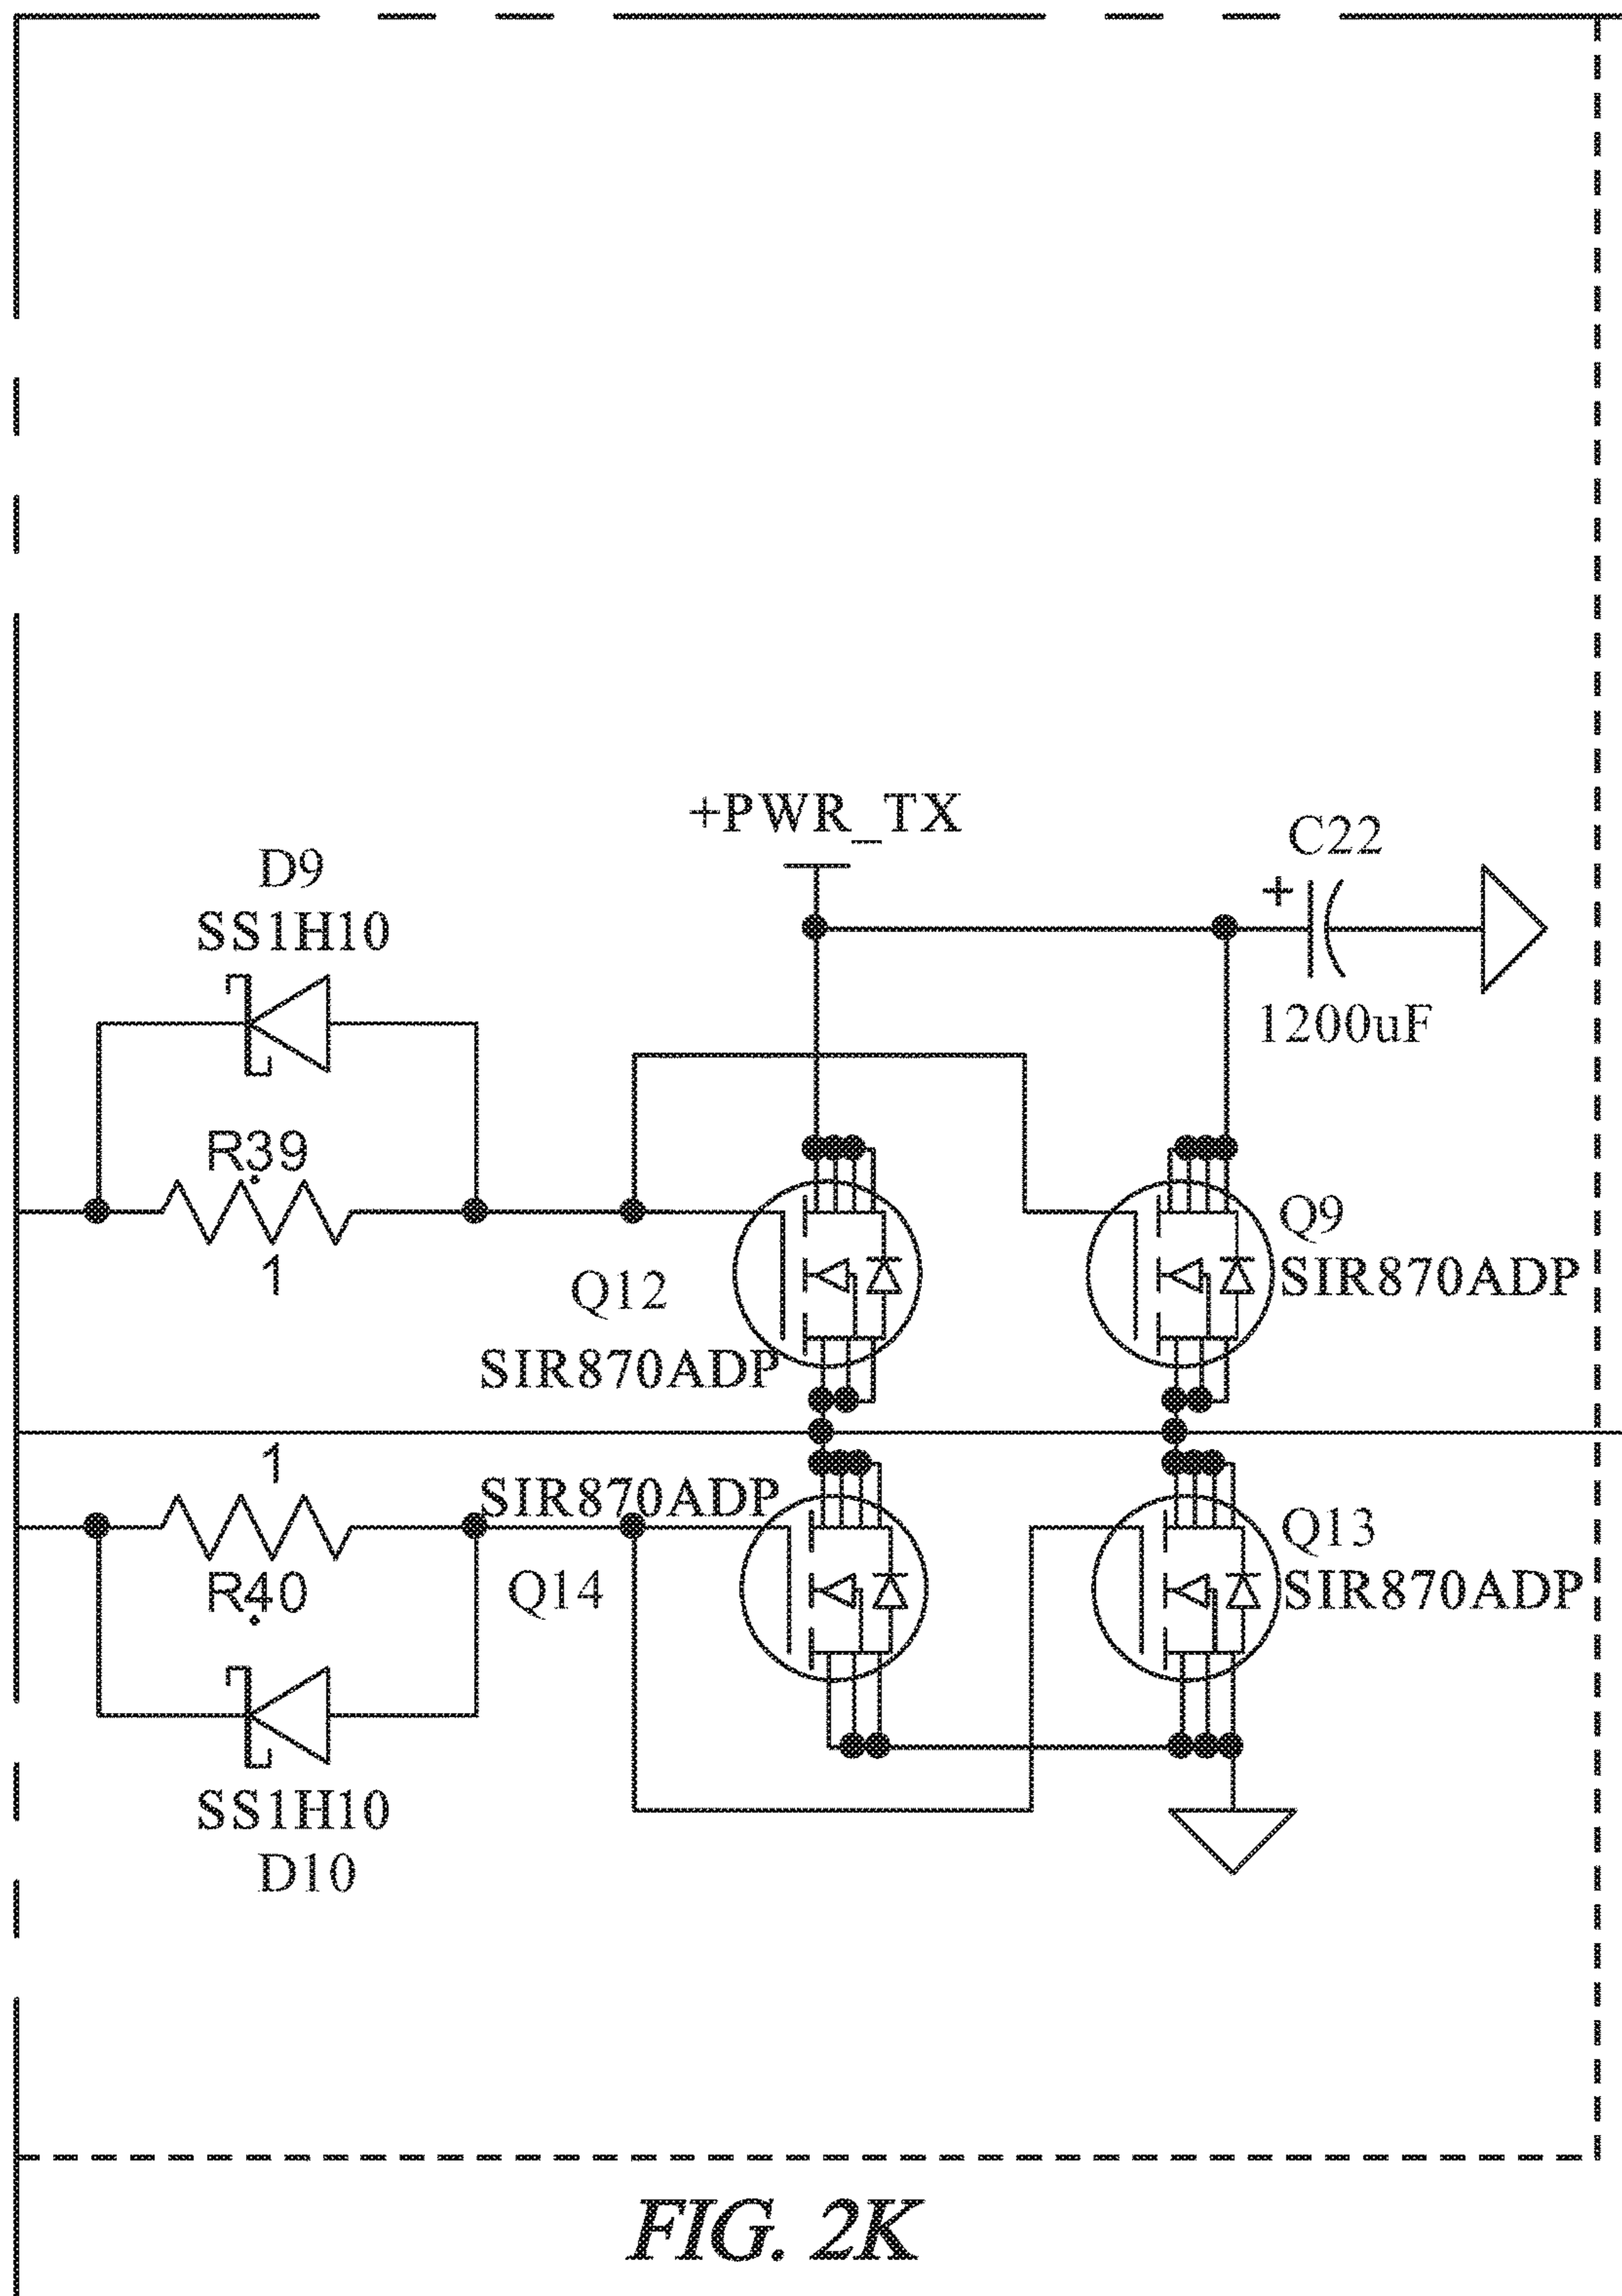 +PWR_TX
C22
+
1200uF
D9
SS1H10
R39
1
Q12
SIR870ADP
Q9
SIR870ADP
1
R40
SIR870ADP
Q14
Q13
SIR870ADP
SS1H10
D10
FIG. 2K